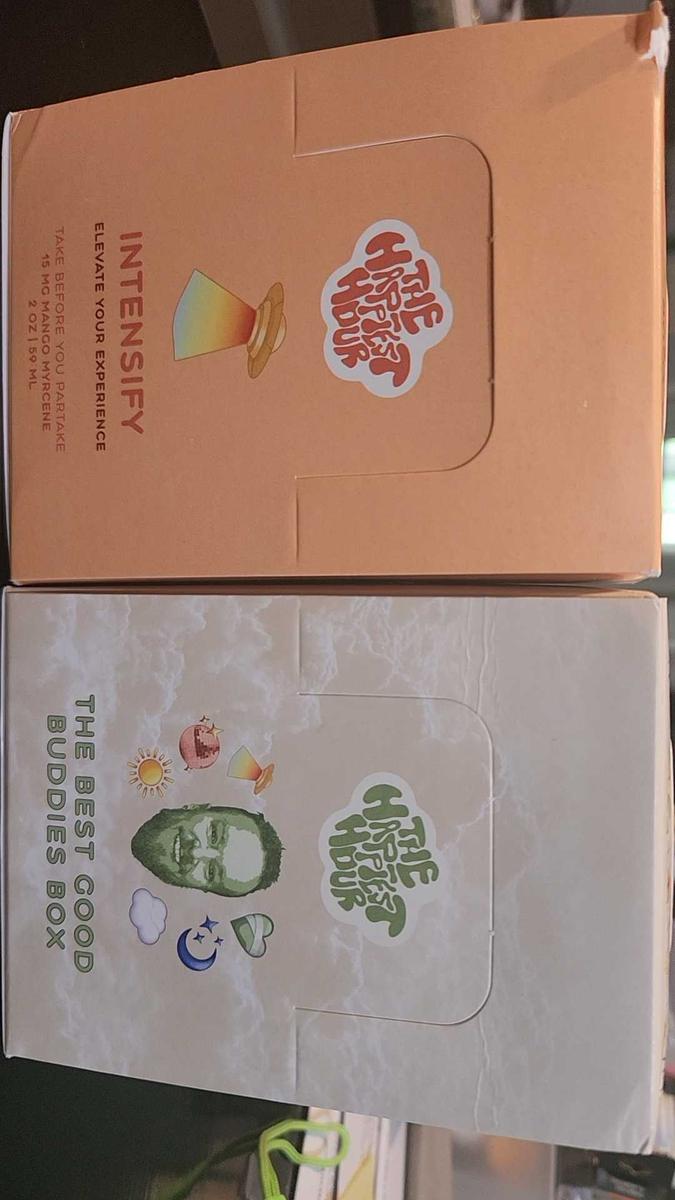 THE
HAPPIEST
HOUR
INTENSIFY
ELEVATE YOUR EXPERIENCE
TAKE BEFORE YOU PARTAKE
15 MG MANGO MYRCENE
2 OZ | 59 ML
THE
HAPPIEST
HOUR
THE BEST GOOD
BUDDIES BOX